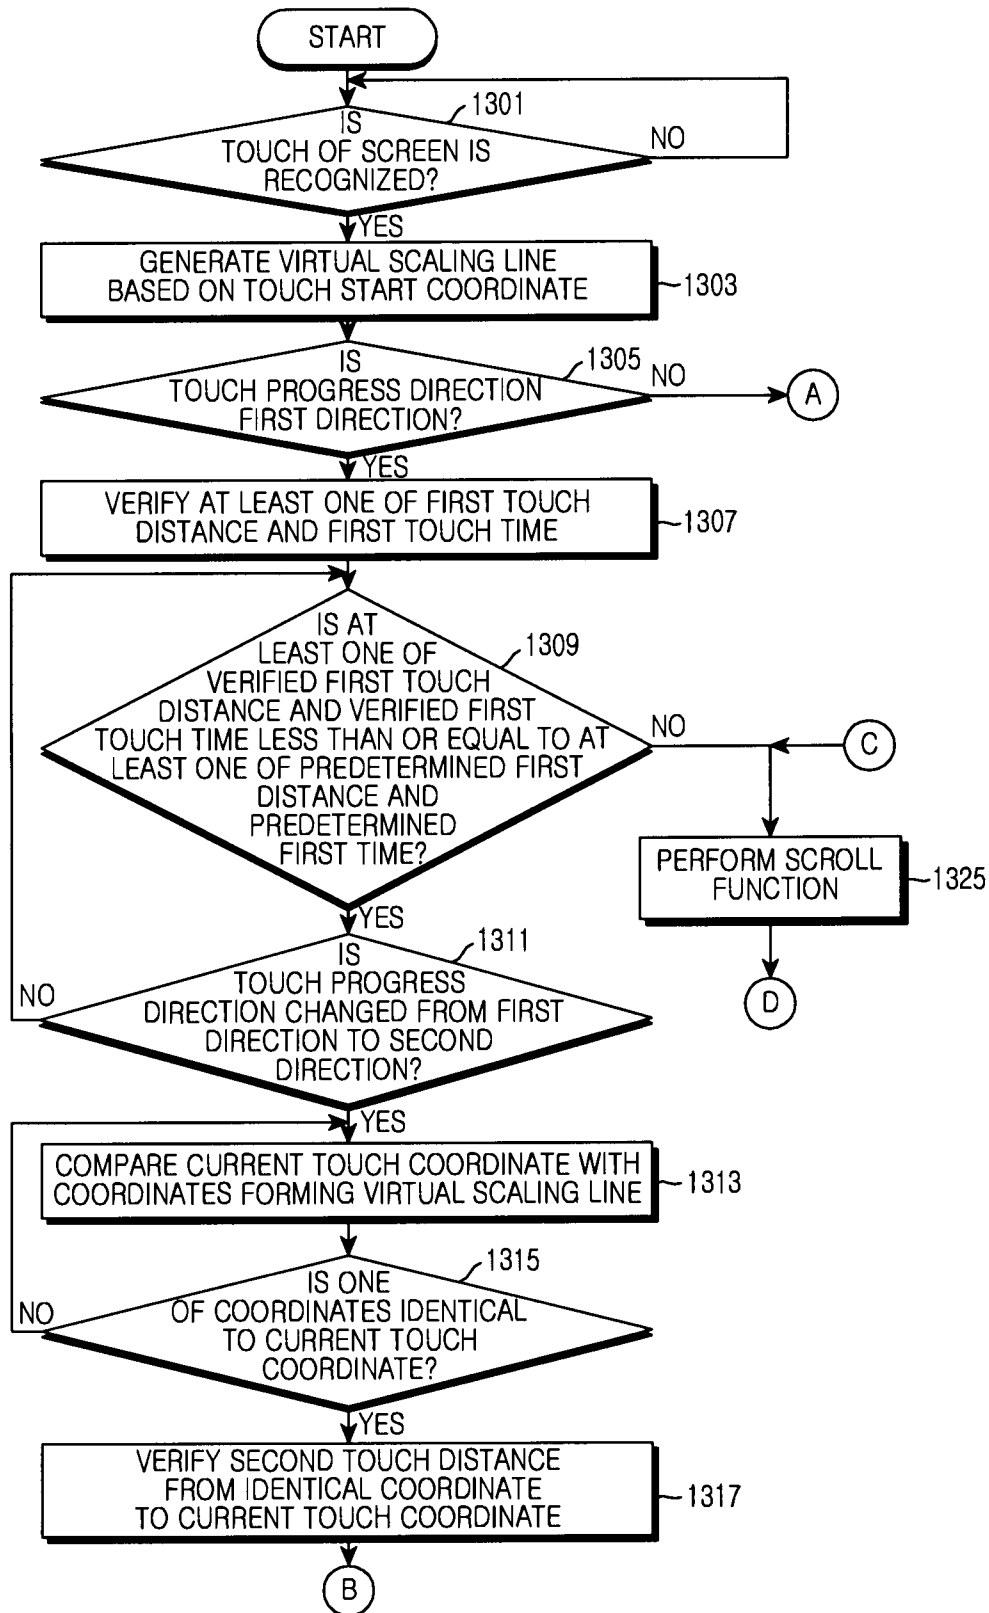 START
1301
IS
TOUCH OF SCREEN IS
RECOGNIZED?
NO
YES
GENERATE VIRTUAL SCALING LINE
BASED ON TOUCH START COORDINATE
1303
IS
TOUCH PROGRESS DIRECTION
FIRST DIRECTION?
1305
NO
A
YES
VERIFY AT LEAST ONE OF FIRST TOUCH
DISTANCE AND FIRST TOUCH TIME
1307
IS AT
LEAST ONE OF
VERIFIED FIRST TOUCH
DISTANCE AND VERIFIED FIRST
TOUCH TIME LESS THAN OR EQUAL TO AT
LEAST ONE OF PREDETERMINED FIRST
DISTANCE AND
PREDETERMINED
FIRST TIME?
1309
NO
C
PERFORM SCROLL
FUNCTION
1325
D
YES
IS
TOUCH PROGRESS
DIRECTION CHANGED FROM FIRST
DIRECTION TO SECOND
DIRECTION?
1311
NO
YES
COMPARE CURRENT TOUCH COORDINATE WITH
COORDINATES FORMING VIRTUAL SCALING LINE
1313
IS ONE
OF COORDINATES IDENTICAL
TO CURRENT TOUCH
COORDINATE?
1315
NO
YES
VERIFY SECOND TOUCH DISTANCE
FROM IDENTICAL COORDINATE
TO CURRENT TOUCH COORDINATE
1317
B